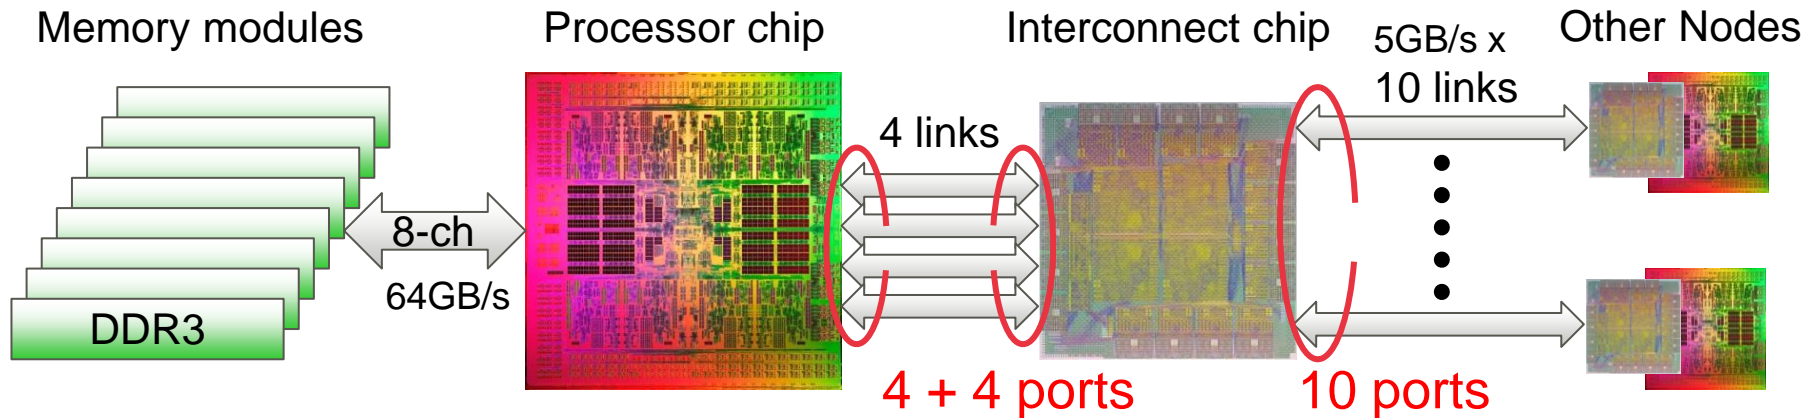 Memory modules
Processor chip
Interconnect chip
5GB/s x
10 links
Other Nodes
4 links
8-ch
64GB/s
DDR3
4 + 4 ports
10 ports